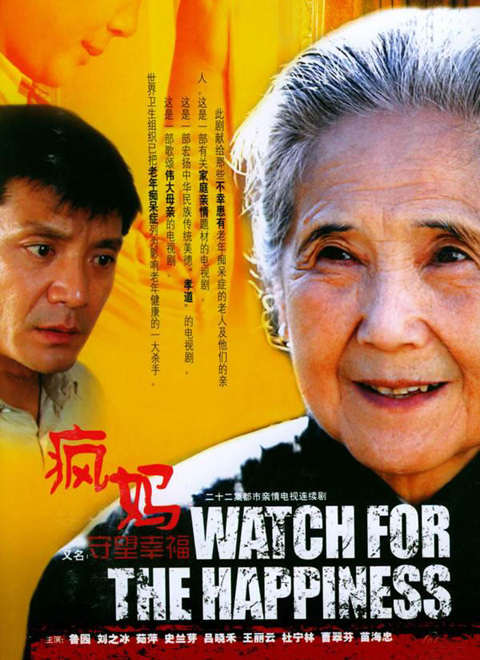 此剧献给那些不幸患有老年痴呆症的老人及他们的亲
人。这是一部有关家庭亲情题材的电视剧。
这是一部宏扬中华民族传统美德“孝道”的电视剧。
这是一部歌颂伟大母亲的电视剧。
世界卫生组织已把老年痴呆症列为影响老年健康的一大杀手。
疯妈
二十二集都市亲情电视连续剧
又名:守望幸福
WATCH FOR
THE HAPPINESS
主演: 鲁园 刘之冰 茹萍 史兰芽 吕晓禾 王丽云 杜宁林 曹翠芬 苗海忠